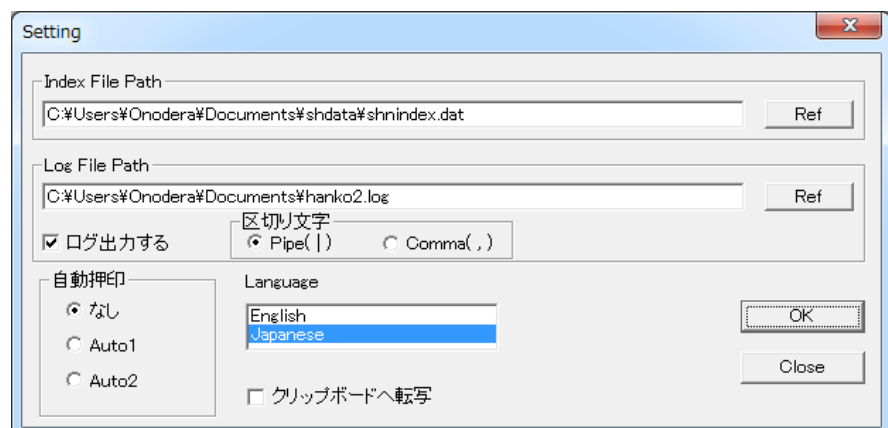 Setting
Index File Path
C:¥Users¥Onodera¥Documents¥shdata¥shnindex.dat
Ref
Log File Path
C:¥Users¥Onodera¥Documents¥hanko2.log
Ref
ログ出力する
区切り文字
Pipe(|)
Comma(,)
自動押印
なし
Auto1
Auto2
Language
English
Japanese
クリップボードへ転写
OK
Close